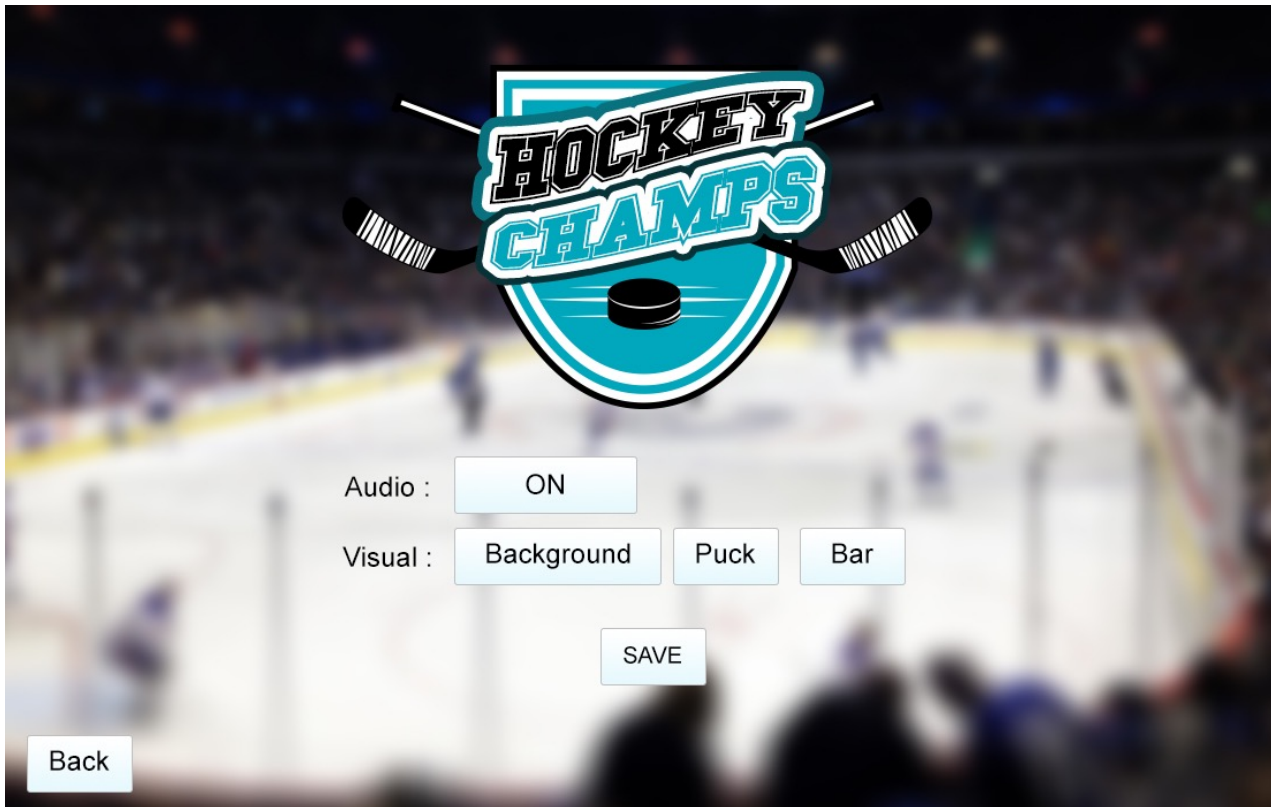 HOCKEY
CHAMPS
Audio : ON
Visual : Background Puck Bar
SAVE
Back